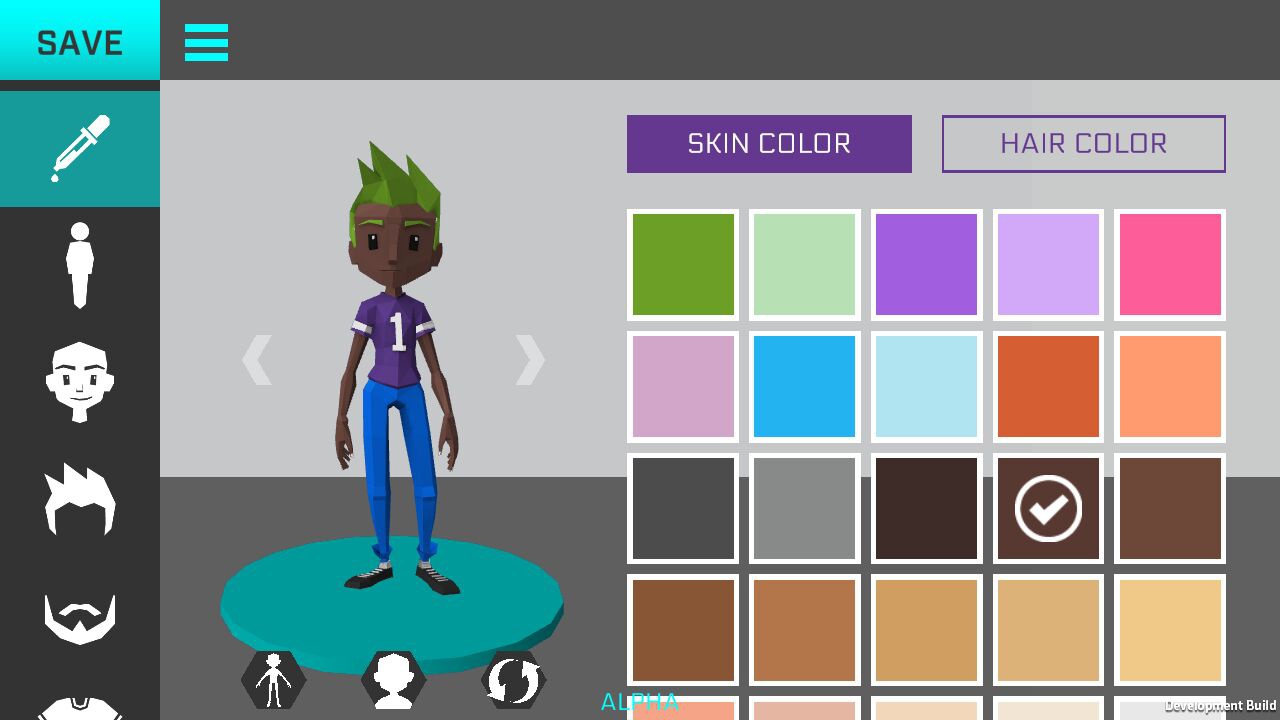 SAVE
SKIN COLOR
HAIR COLOR
1
ALPHA
Development Build